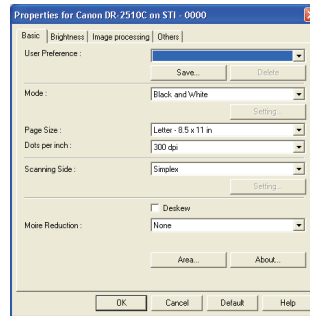 Properties for Canon DR-2510C on STI - 0000
Basic Brightness Image processing Others
User Preference :
Save... Delete
Mode : Black and White
Setting...
Page Size : Letter - 8.5 x 11 in
Dots per inch : 300 dpi
Scanning Side : Simplex
Setting...
Deskew
Moire Reduction : None
Area... About...
OK Cancel Default Help